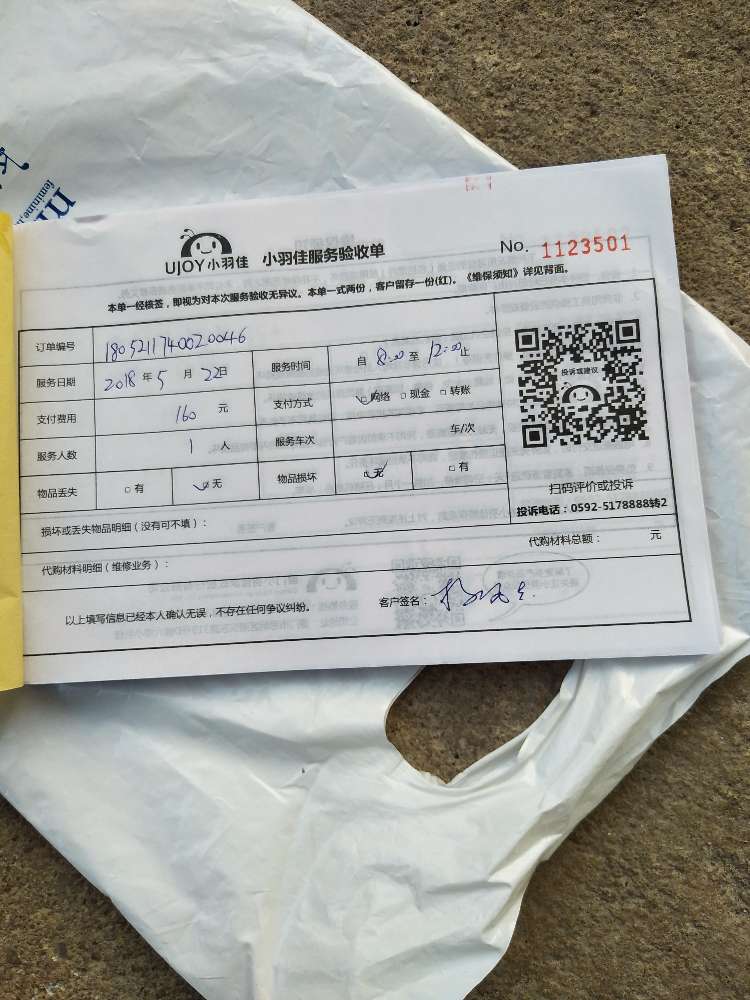 UJOY小羽佳 小羽佳服务验收单 No. 1123501
本单一经核签，即视为对本次服务验收无异议。本单一式两份，客户留存一份(红)。《维保须知》详见背面。
订单编号 1805211740020046
服务日期 2018年5月22日 服务时间 自8:00至12:00止
支付费用 160元 支付方式 ☑网络 □现金 □转账
服务人数 1人 服务车次 车/次
物品丢失 □有 ☑无 物品损坏 ☑无 □有
投诉或建议
扫码评价或投诉
投诉电话：0592-5178888转2
损坏或丢失物品明细（没有可不填）：
代购材料明细（维修业务）： 代购材料总额： 元
以上填写信息已经本人确认无误，不存在任何争议纠纷。 客户签名：
feminine